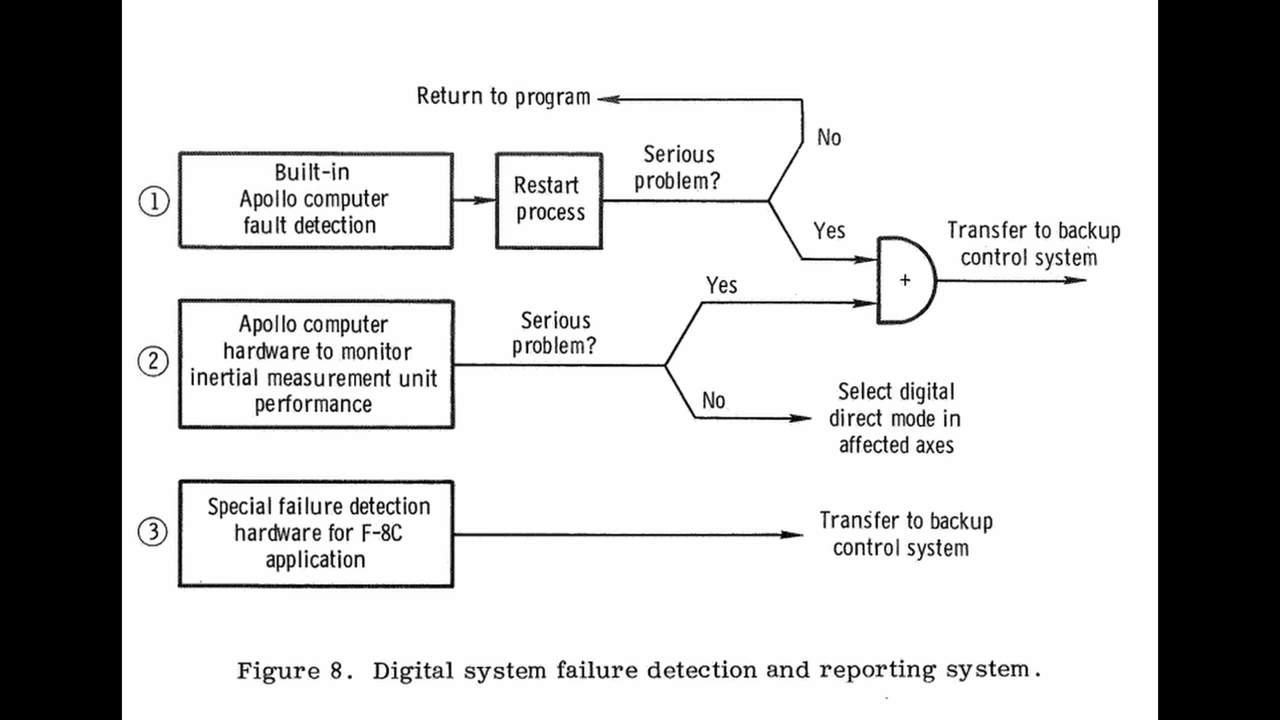 Return to program
No
Serious
problem?
① Built-in
Apollo computer
fault detection
Restart
process
Yes
Transfer to backup
control system
+
Yes
Serious
problem?
② Apollo computer
hardware to monitor
inertial measurement unit
performance
No
Select digital
direct mode in
affected axes
③ Special failure detection
hardware for F-8C
application
Transfer to backup
control system
Figure 8. Digital system failure detection and reporting system.